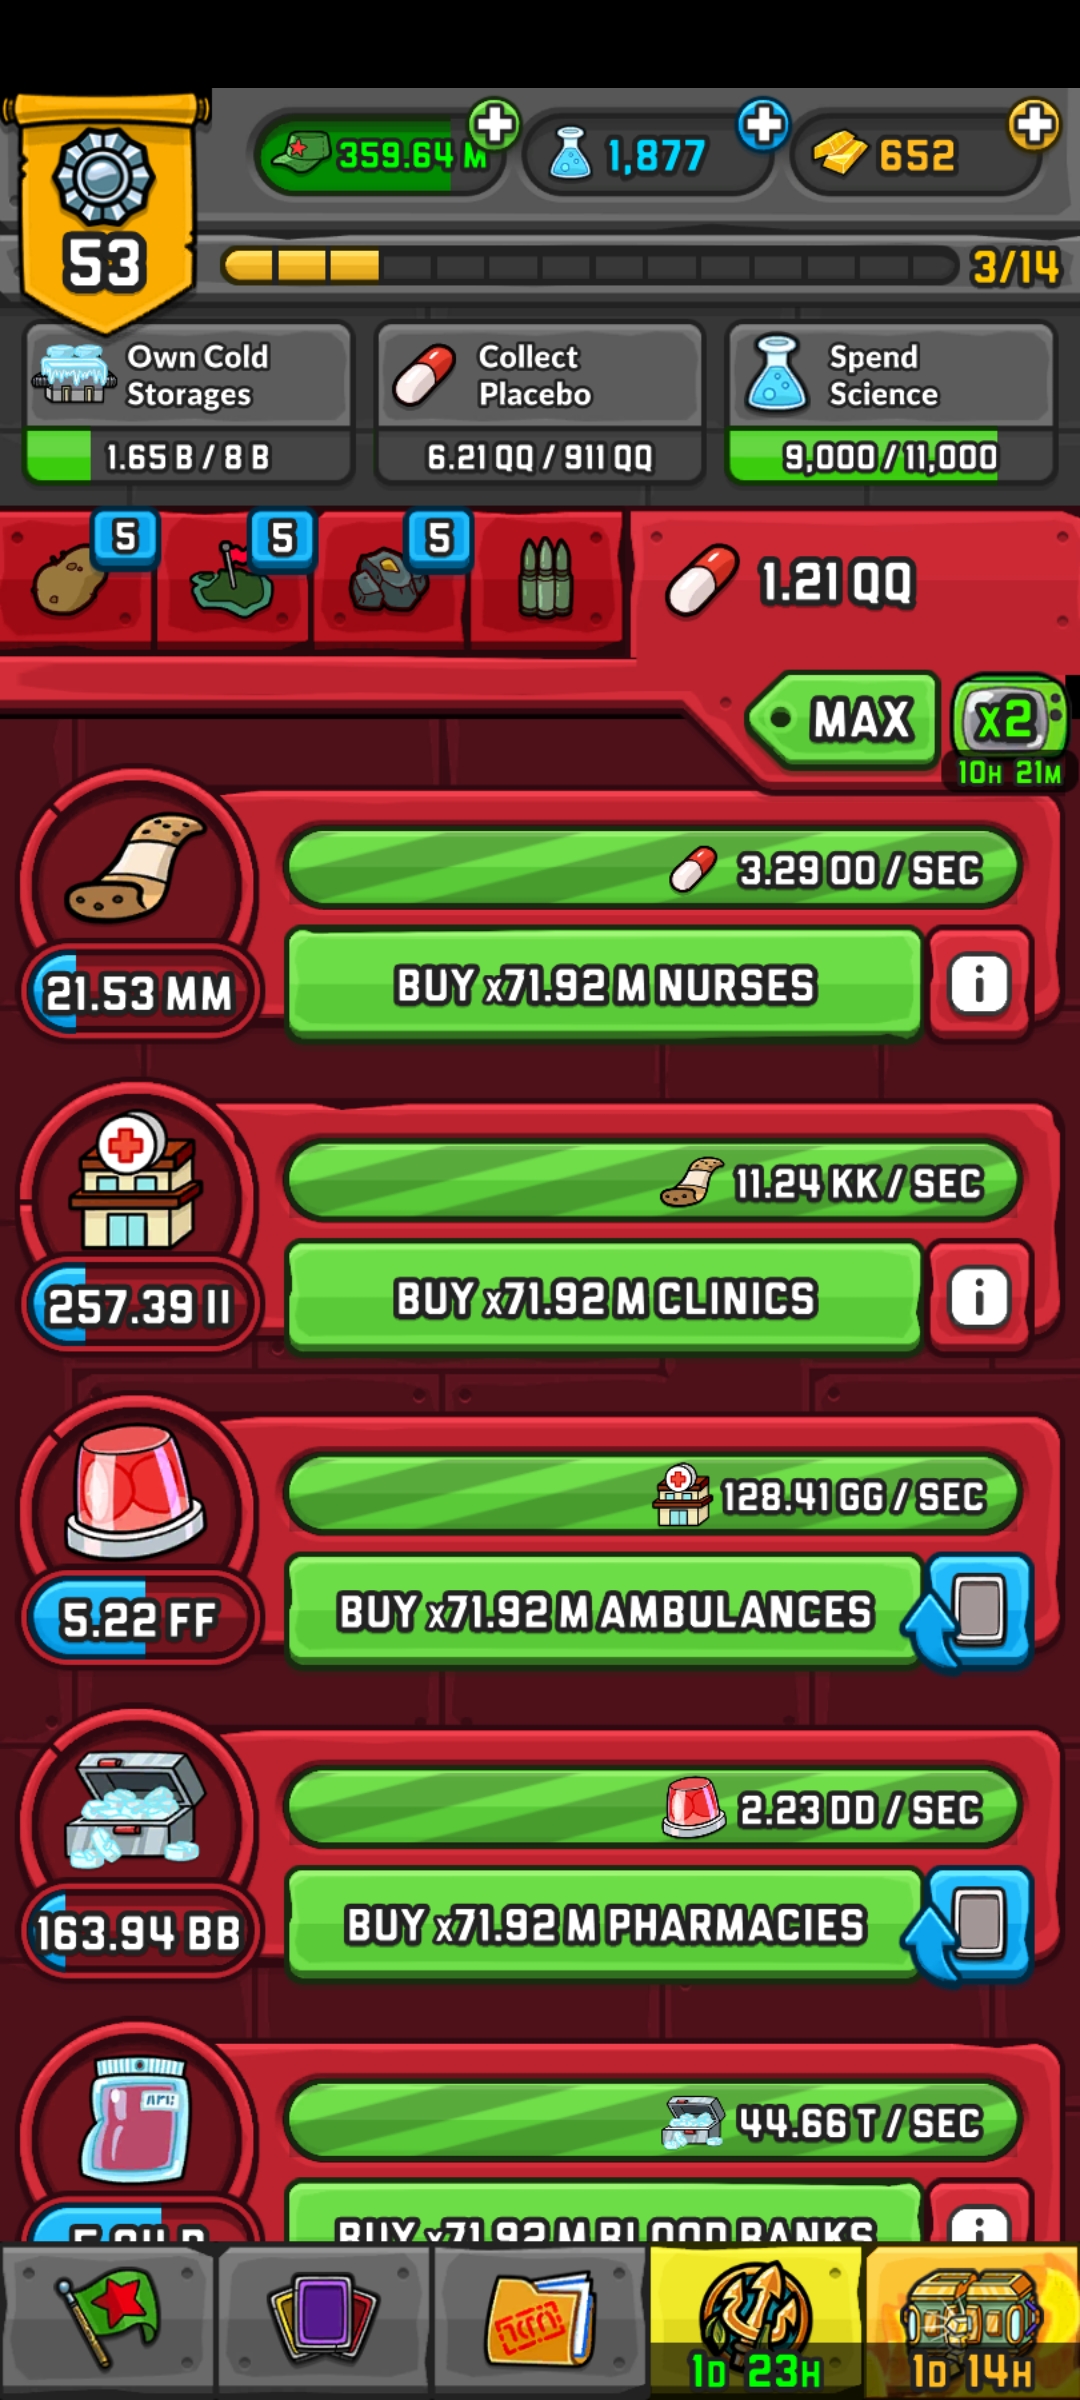 359.64 M
1,877
652
53
3/14
Own Cold
Storages
Collect
Placebo
Spend
Science
1.65 B / 8 B
6.21 QQ / 911 QQ
9,000 / 11,000
5
5
5
1.21 QQ
MAX
x2
10H 21M
3.29 OO / SEC
21.53 MM
BUY x71.92 M NURSES
i
11.24 KK / SEC
257.39 II
BUY x71.92 M CLINICS
i
128.41 GG / SEC
5.22 FF
BUY x71.92 M AMBULANCES
2.23 DD / SEC
163.94 BB
BUY x71.92 M PHARMACIES
44.66 T / SEC
BUY x71.92 M BLOOD BANKS
i
1D 23H
1D 14H